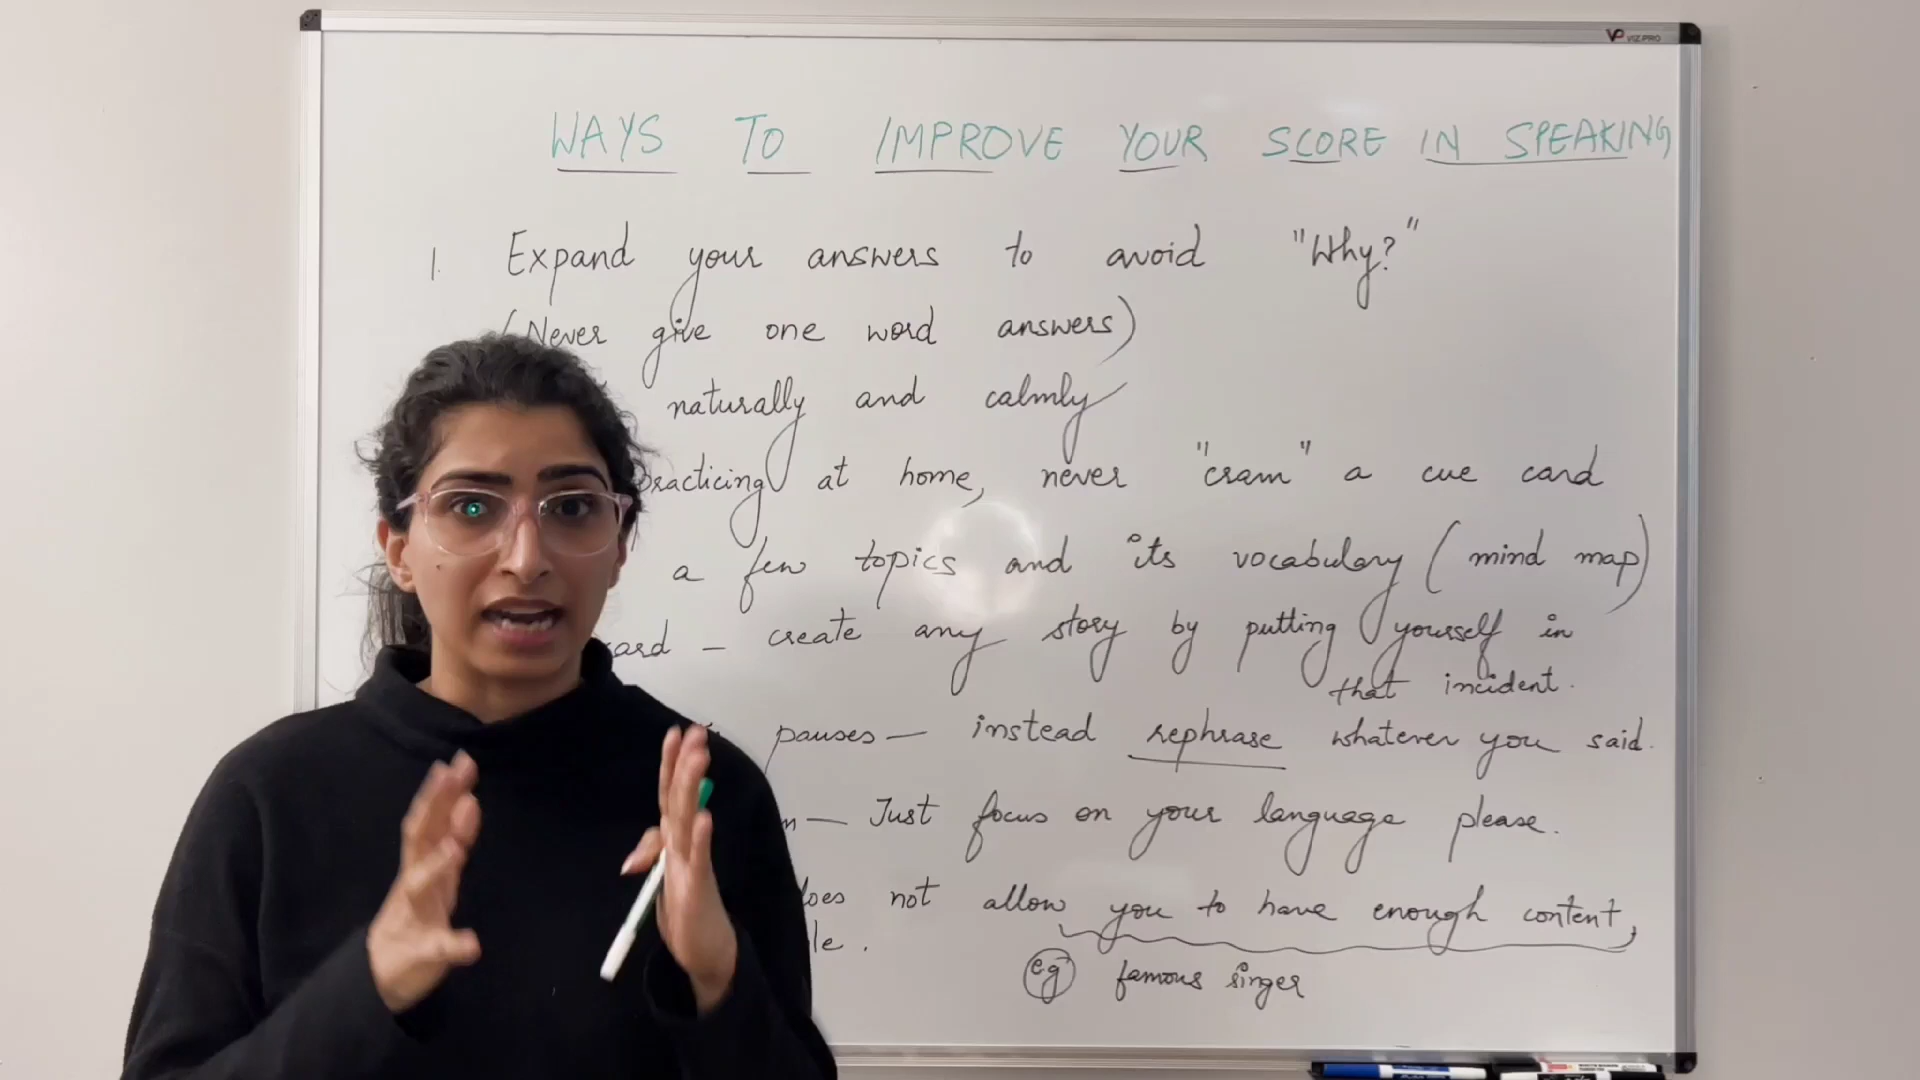 VIZ-PRO
WAYS TO IMPROVE YOUR SCORE IN SPEAKING
1. Expand your answers to avoid "Why?"
(Never give one word answers)
naturally and calmly
practicing at home, never "cram" a cue card
a few topics and its vocabulary (mind map)
card - create any story by putting yourself in
that incident.
pauses - instead rephrase whatever you said.
- Just focus on your language please.
does not allow you to have enough content,
eg famous singer